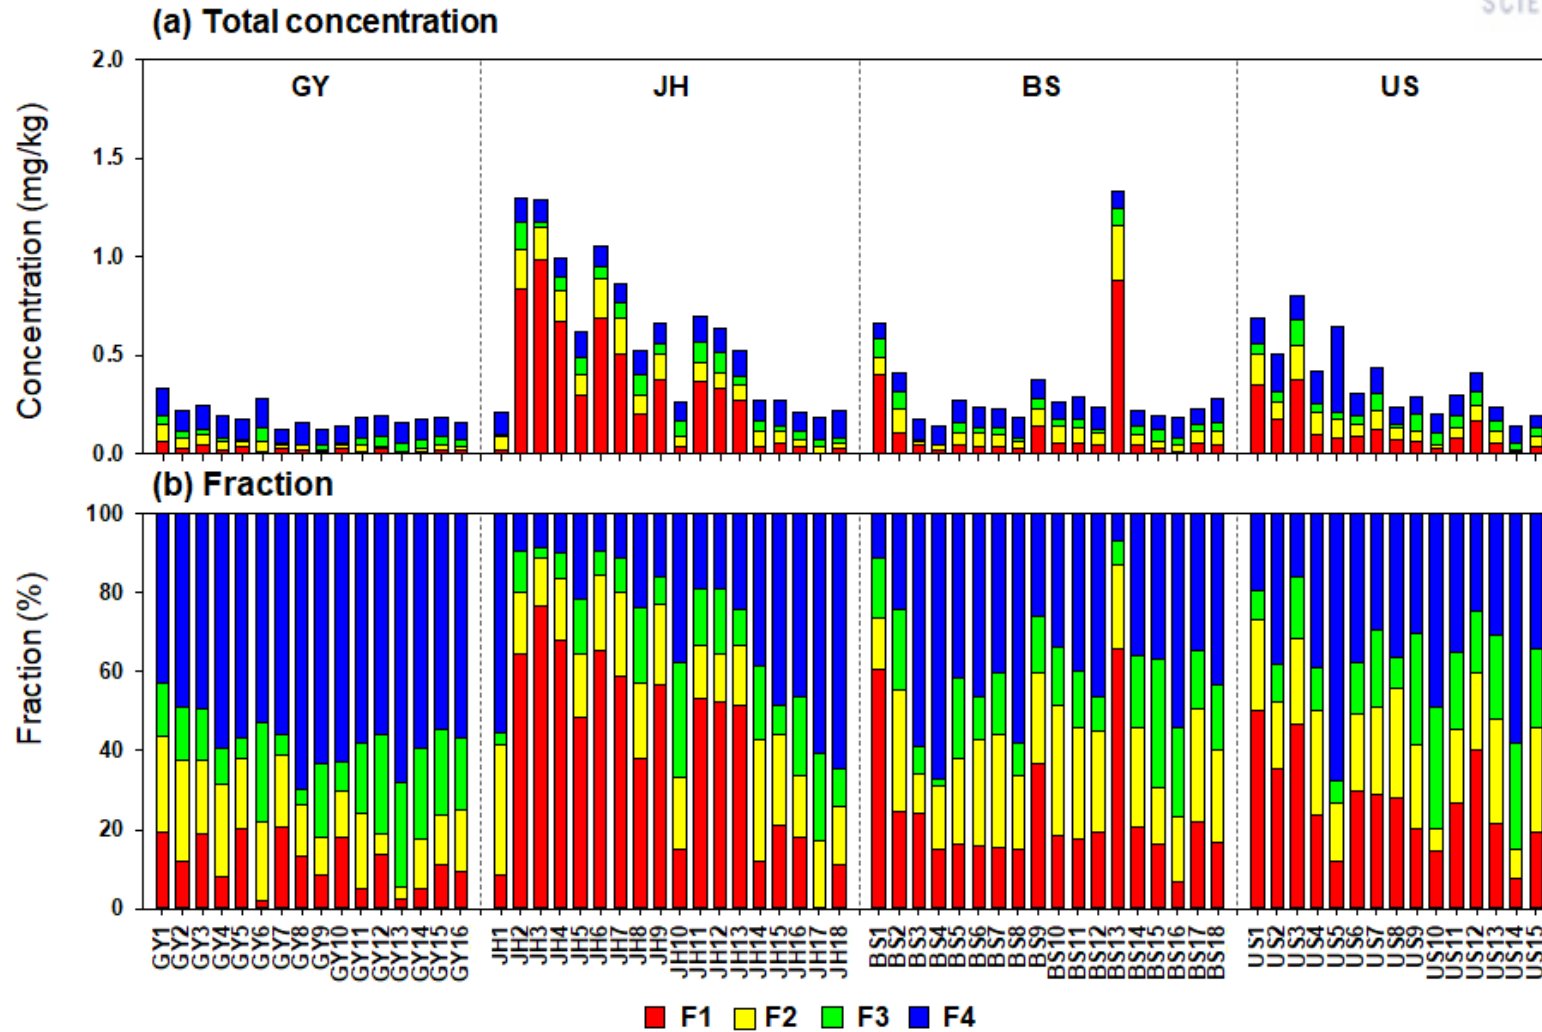 SCIE
(a) Total concentration
2.0
GY JH BS US
1.5
1.0
0.5
0.0
Concentration (mg/kg)
(b) Fraction
100
80
60
40
20
0
Fraction (%)
GY1 GY2 GY3 GY4 GY5 GY6 GY7 GY8 GY9 GY10 GY11 GY12 GY13 GY14 GY15 GY16 JH1 JH2 JH3 JH4 JH5 JH6 JH7 JH8 JH9 JH10 JH11 JH12 JH13 JH14 JH15 JH16 JH17 JH18 BS1 BS2 BS3 BS4 BS5 BS6 BS7 BS8 BS9 BS10 BS11 BS12 BS13 BS14 BS15 BS16 BS17 BS18 US1 US2 US3 US4 US5 US6 US7 US8 US9 US10 US11 US12 US13 US14 US15
F1 F2 F3 F4